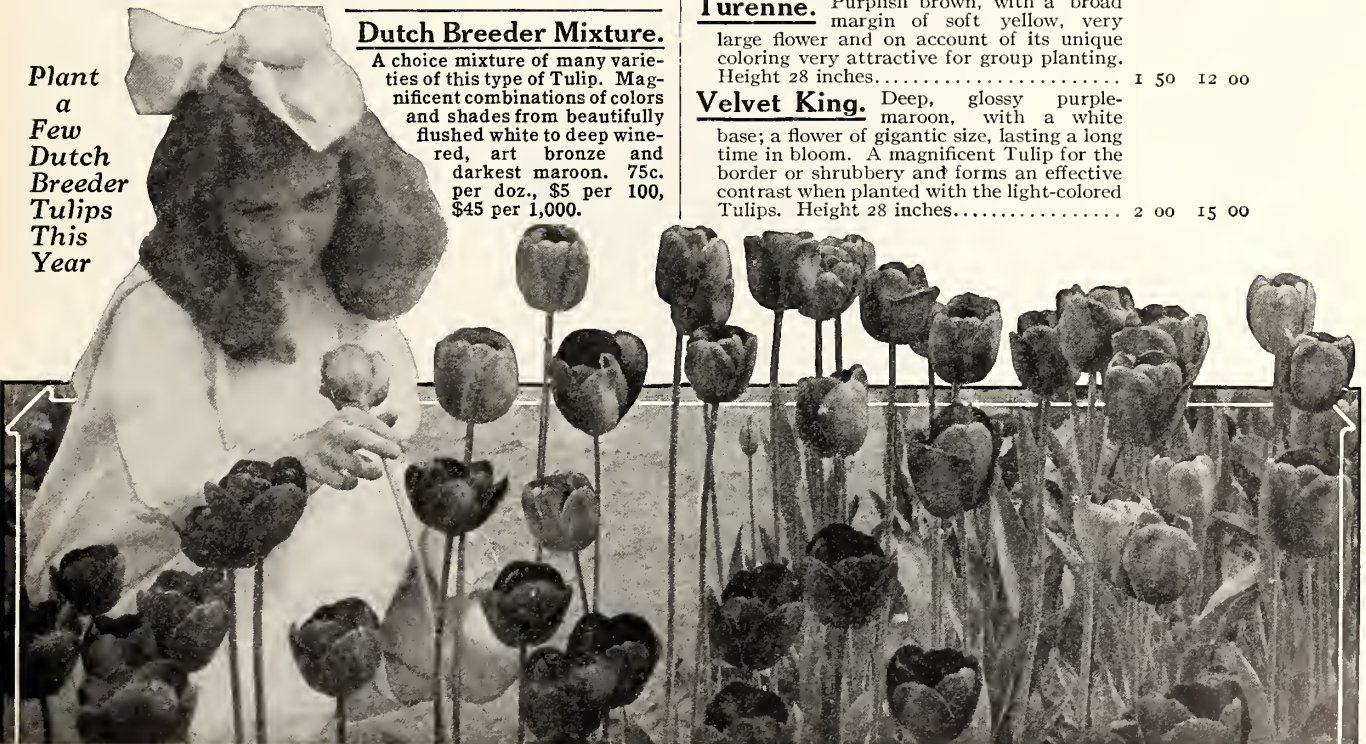 Plant
a
Few
Dutch
Breeder
Tulips
This
Year
Dutch Breeder Mixture.
A choice mixture of many varie-
ties of this type of Tulip. Mag-
nificent combinations of colors
and shades from beautifully
flushed white to deep wine-
red, art bronze and
darkest maroon. 75c.
per doz., $5 per 100,
$45 per 1,000.
Turenne. Purplish brown, with a broad
margin of soft yellow, very
large flower and on account of its unique
coloring very attractive for group planting.
Height 28 inches........................ 1 50 12 00
Velvet King. Deep, glossy purple-
maroon, with a white
base; a flower of gigantic size, lasting a long
time in bloom. A magnificent Tulip for the
border or shrubbery and forms an effective
contrast when planted with the light-colored
Tulips. Height 28 inches................ 2 00 15 00